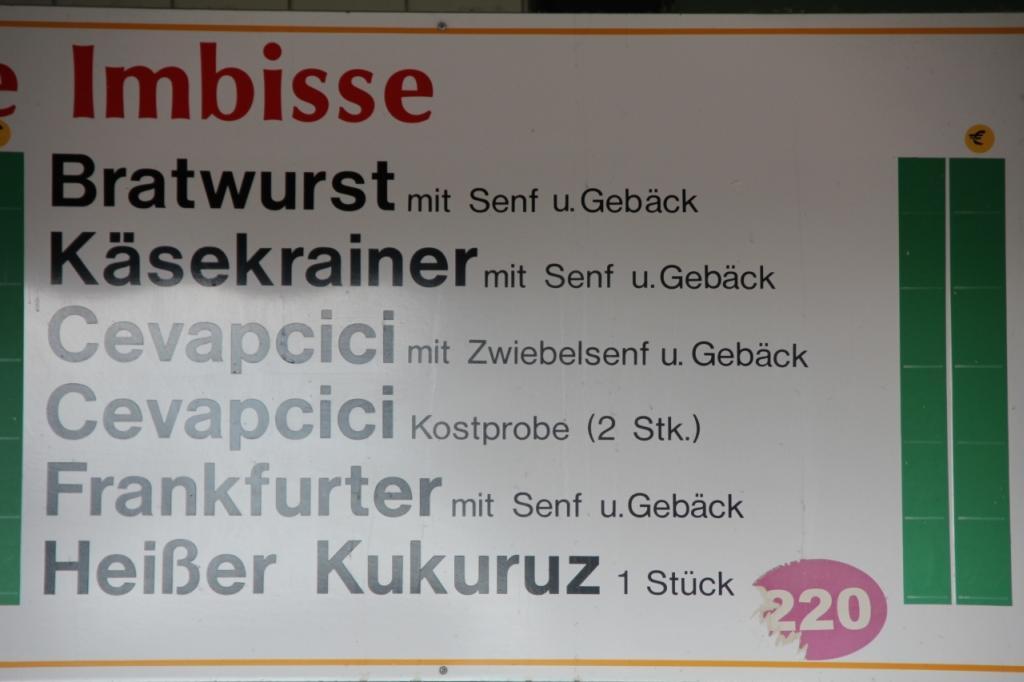 e Imbisse
€
Bratwurst mit Senf u. Gebäck
Käsekrainer mit Senf u. Gebäck
Cevapcici mit Zwiebelsenf u. Gebäck
Cevapcici Kostprobe (2 Stk.)
Frankfurter mit Senf u. Gebäck
Heißer Kukuruz 1 Stück
220